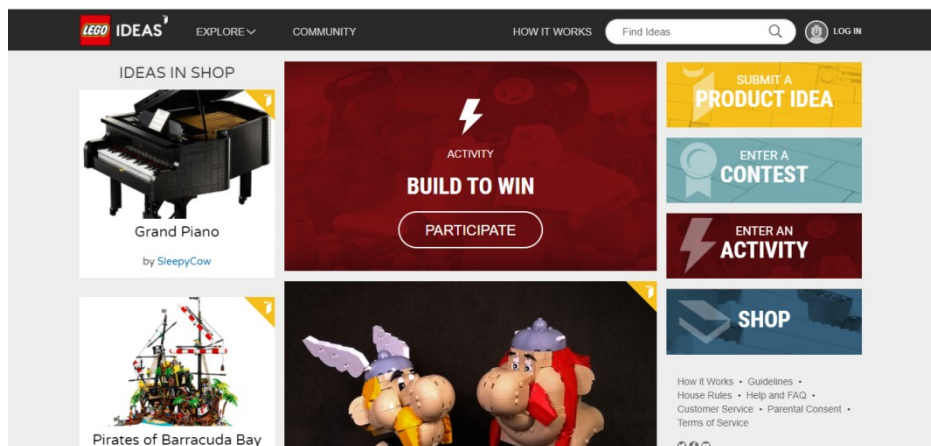 LEGO IDEAS
EXPLORE
COMMUNITY
HOW IT WORKS
Find Ideas
LOG IN
IDEAS IN SHOP
Grand Piano
by SleepyCow
Pirates of Barracuda Bay
ACTIVITY
BUILD TO WIN
PARTICIPATE
SUBMIT A
PRODUCT IDEA
ENTER A
CONTEST
ENTER AN
ACTIVITY
SHOP
How it Works • Guidelines •
House Rules • Help and FAQ •
Customer Service • Parental Consent •
Terms of Service